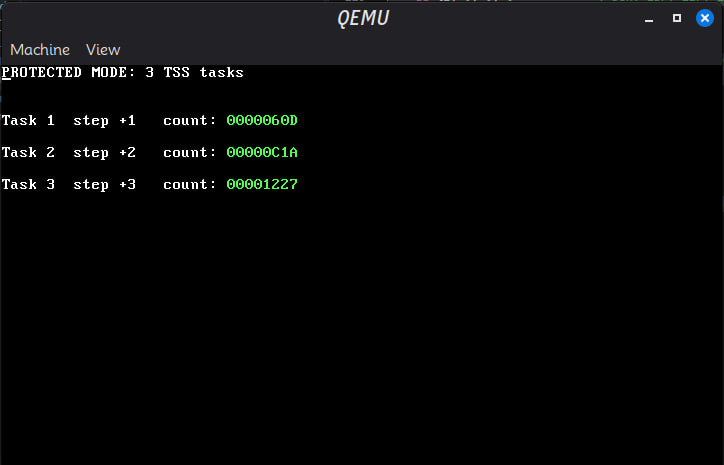 QEMU
Machine View
PROTECTED MODE: 3 TSS tasks
Task 1 step +1 count: 0000060D
Task 2 step +2 count: 00000C1A
Task 3 step +3 count: 00001227